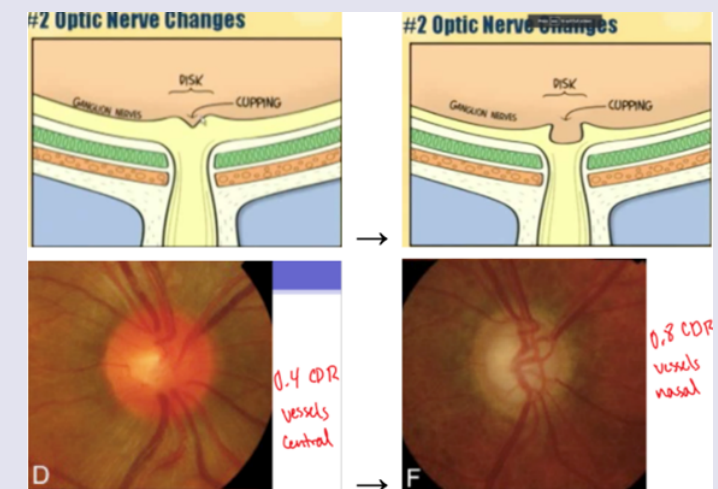 #2 Optic Nerve Changes
DISK
CUPPING
GANGLION NERVES
→
#2 Optic Nerve Changes
DISK
CUPPING
GANGLION NERVES
D
0.4 CDR
vessels
central
→
F
0.8 CDR
vessels
nasal